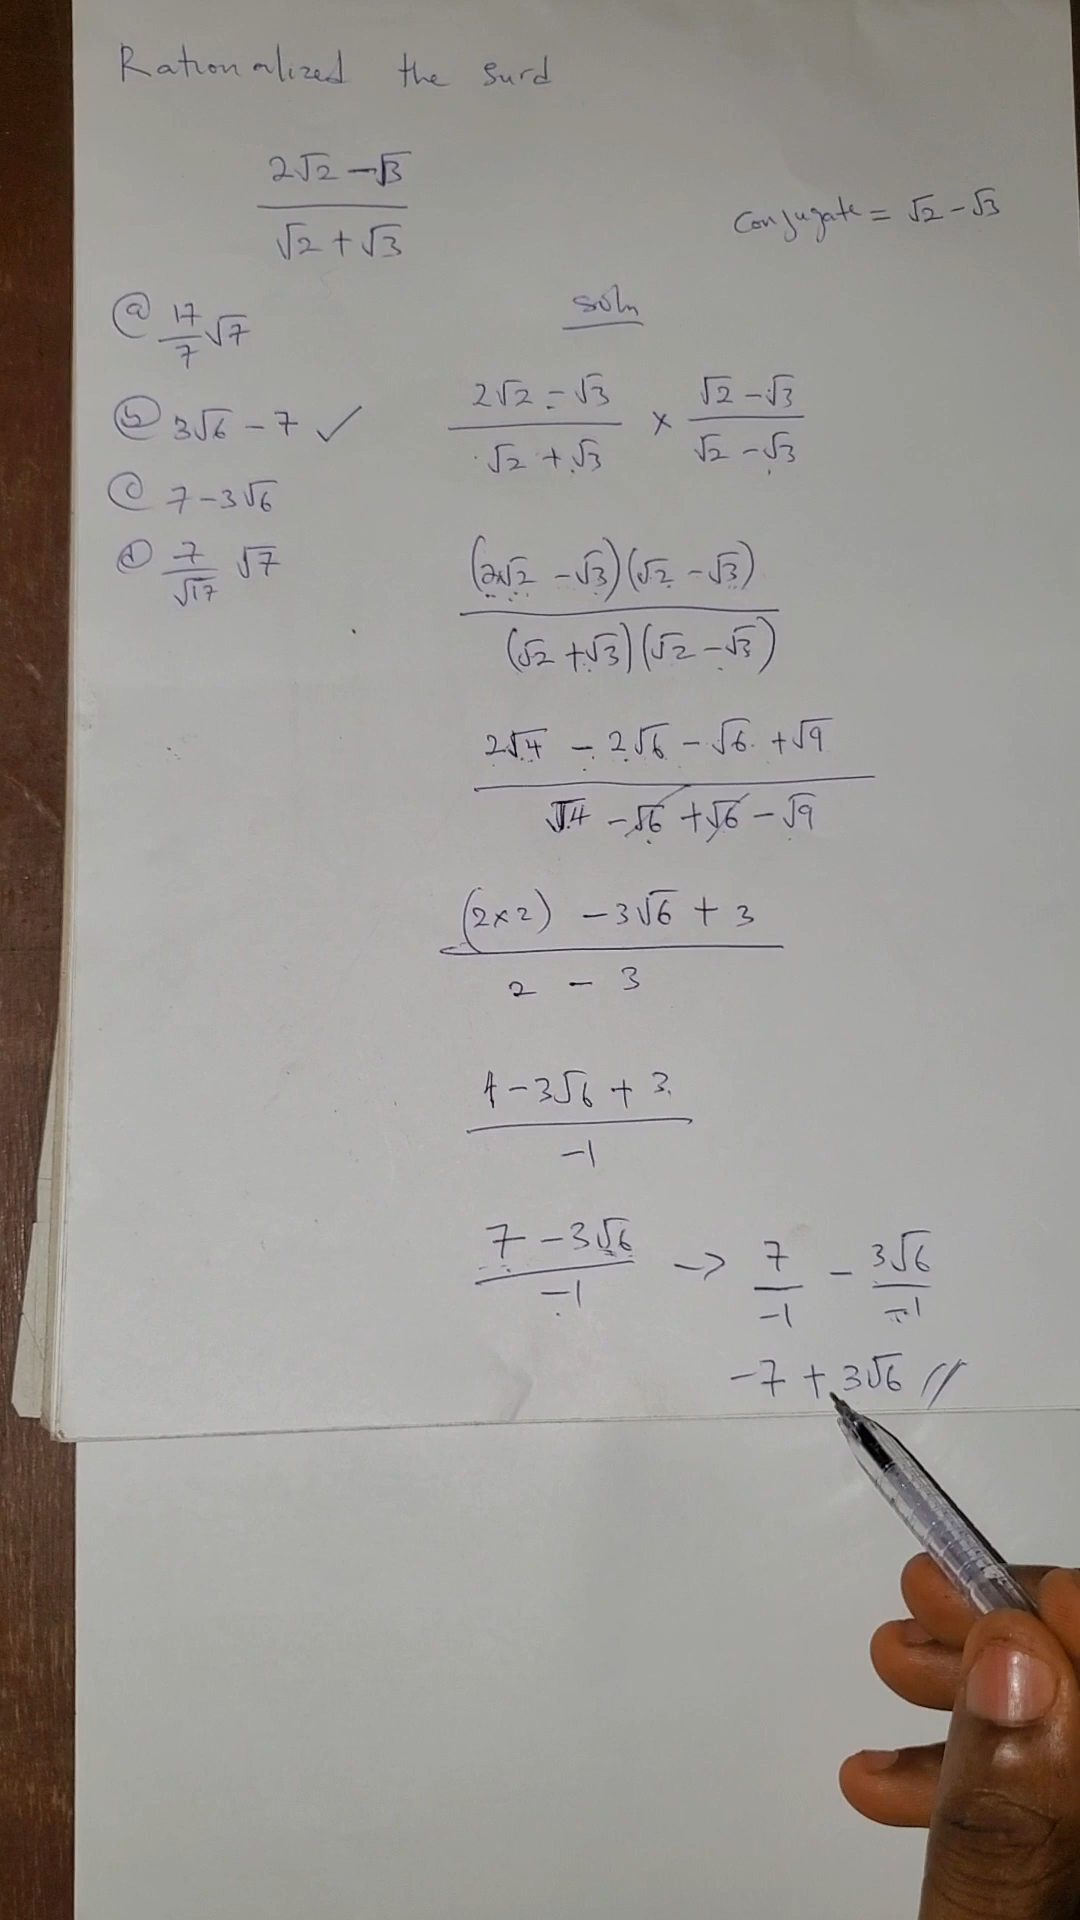 Rationalized the surd
2√2 - √3
√2 + √3
Conjugate = √2 - √3
(a) 17/7 √7
(b) 3√6 - 7 ✓
(c) 7 - 3√6
(d) 7/√17 √7
soln
2√2 - √3 / √2 + √3 × √2 - √3 / √2 - √3
(2√2 - √3)(√2 - √3)
(√2 + √3)(√2 - √3)
2√4 - 2√6 - √6 + √9
√4 - √6 + √6 - √9
(2×2) - 3√6 + 3
2 - 3
4 - 3√6 + 3
-1
7 - 3√6 / -1 → 7/-1 - 3√6/-1
-7 + 3√6 //